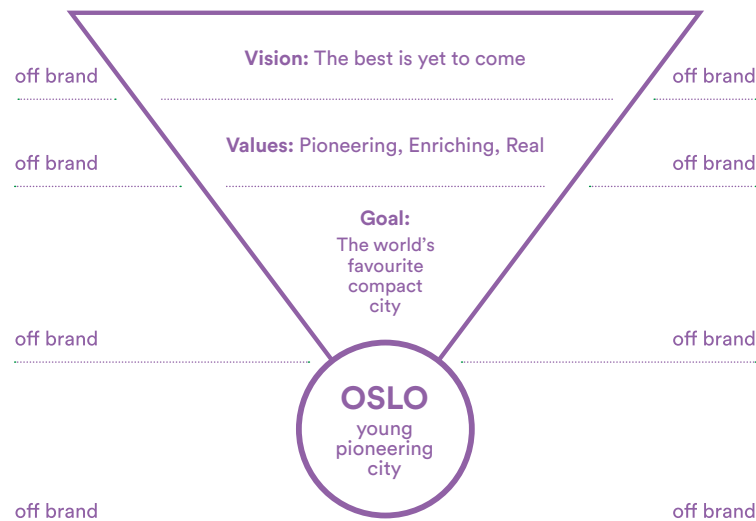 Vision: The best is yet to come
off brand
off brand
Values: Pioneering, Enriching, Real
off brand
off brand
Goal:
The world's
favourite
compact
city
off brand
off brand
OSLO
young
pioneering
city
off brand
off brand